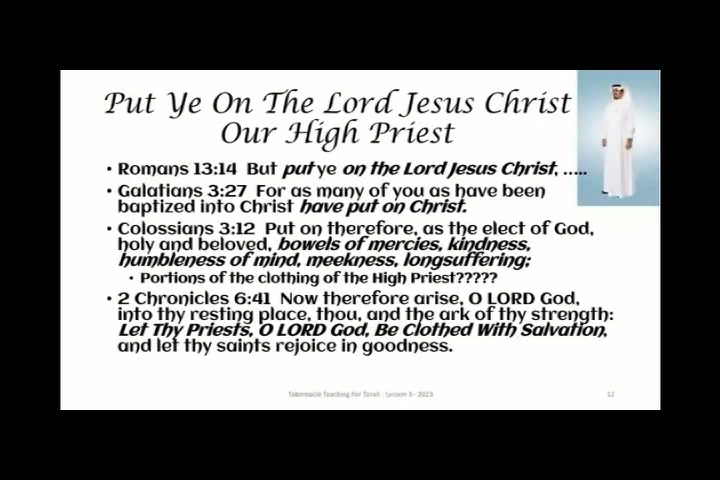 Put Ye On The Lord Jesus Christ
Our High Priest
• Romans 13:14 But put ye on the Lord Jesus Christ, .....
• Galatians 3:27 For as many of you as have been
baptized into Christ have put on Christ.
• Colossians 3:12 Put on therefore, as the elect of God,
holy and beloved, bowels of mercies, kindness,
humbleness of mind, meekness, longsuffering;
• Portions of the clothing of the High Priest?????
• 2 Chronicles 6:41 Now therefore arise, O LORD God,
into thy resting place, thou, and the ark of thy strength:
Let Thy Priests, O LORD God, Be Clothed With Salvation,
and let thy saints rejoice in goodness.
Tabernacle Teaching For Torah Lesson 3 - 2023
12